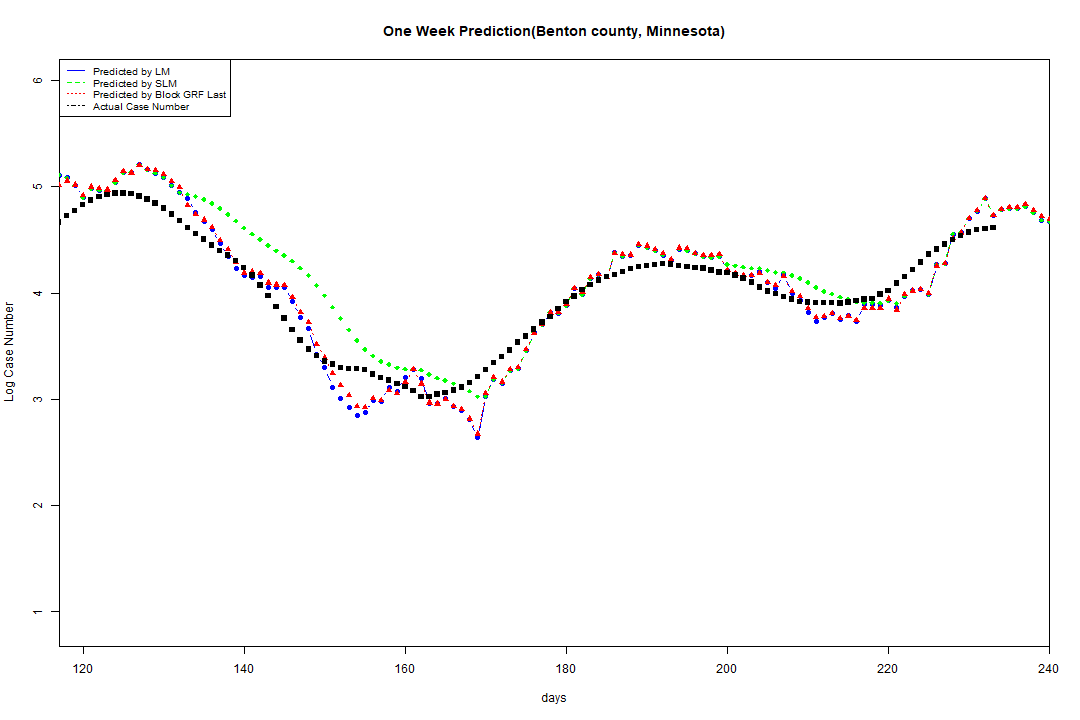 One Week Prediction(Benton county, Minnesota)
Predicted by LM
Predicted by SLM
Predicted by Block GRF Last
Actual Case Number
6
5
4
3
2
1
Log Case Number
120 140 160 180 200 220 240
days